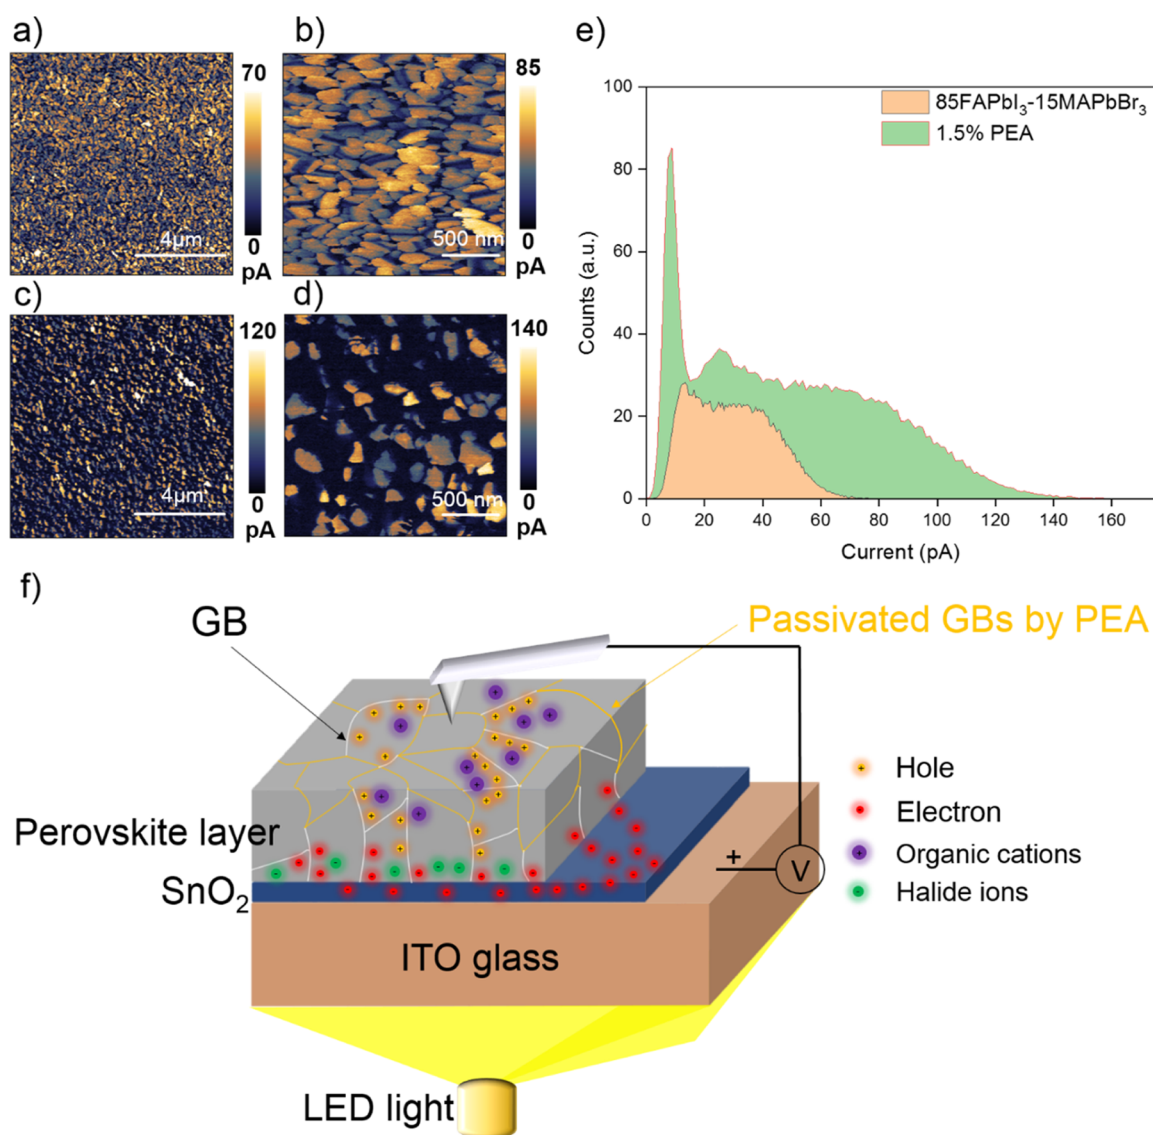 a)
70
4μm
0
pA
b)
85
500 nm
0
pA
c)
120
4μm
0
pA
d)
140
500 nm
0
pA
e)
100
80
60
40
20
0
Counts (a.u.)
85FAPbI₃-15MAPbBr₃
1.5% PEA
0 20 40 60 80 100 120 140 160
Current (pA)
f)
GB
Passivated GBs by PEA
Perovskite layer
SnO₂
ITO glass
LED light
+
V
+ Hole
- Electron
+ Organic cations
- Halide ions